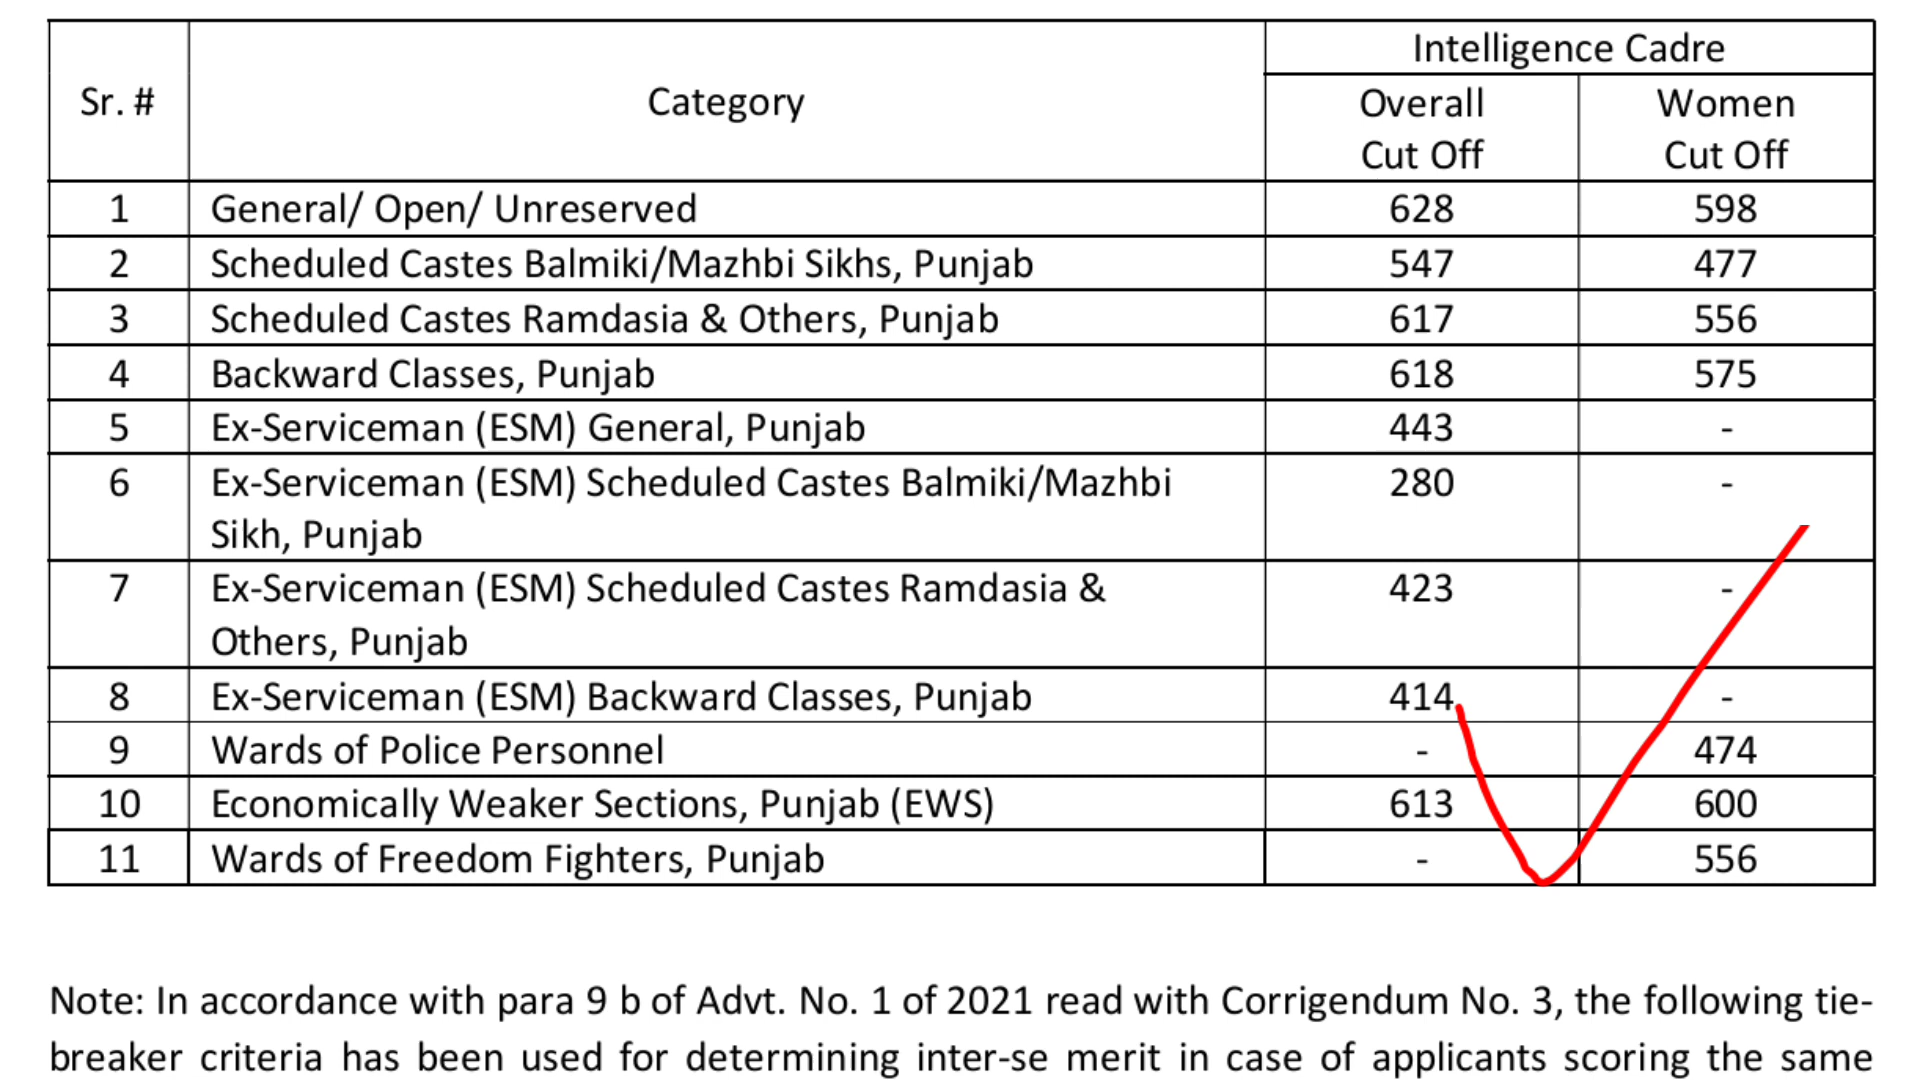 Intelligence Cadre
Sr. # Category Overall Cut Off Women Cut Off
1 General/ Open/ Unreserved 628 598
2 Scheduled Castes Balmiki/Mazhbi Sikhs, Punjab 547 477
3 Scheduled Castes Ramdasia & Others, Punjab 617 556
4 Backward Classes, Punjab 618 575
5 Ex-Serviceman (ESM) General, Punjab 443 -
6 Ex-Serviceman (ESM) Scheduled Castes Balmiki/Mazhbi 280 -
Sikh, Punjab
7 Ex-Serviceman (ESM) Scheduled Castes Ramdasia & 423 -
Others, Punjab
8 Ex-Serviceman (ESM) Backward Classes, Punjab 414 -
9 Wards of Police Personnel - 474
10 Economically Weaker Sections, Punjab (EWS) 613 600
11 Wards of Freedom Fighters, Punjab - 556
Note: In accordance with para 9 b of Advt. No. 1 of 2021 read with Corrigendum No. 3, the following tie-
breaker criteria has been used for determining inter-se merit in case of applicants scoring the same